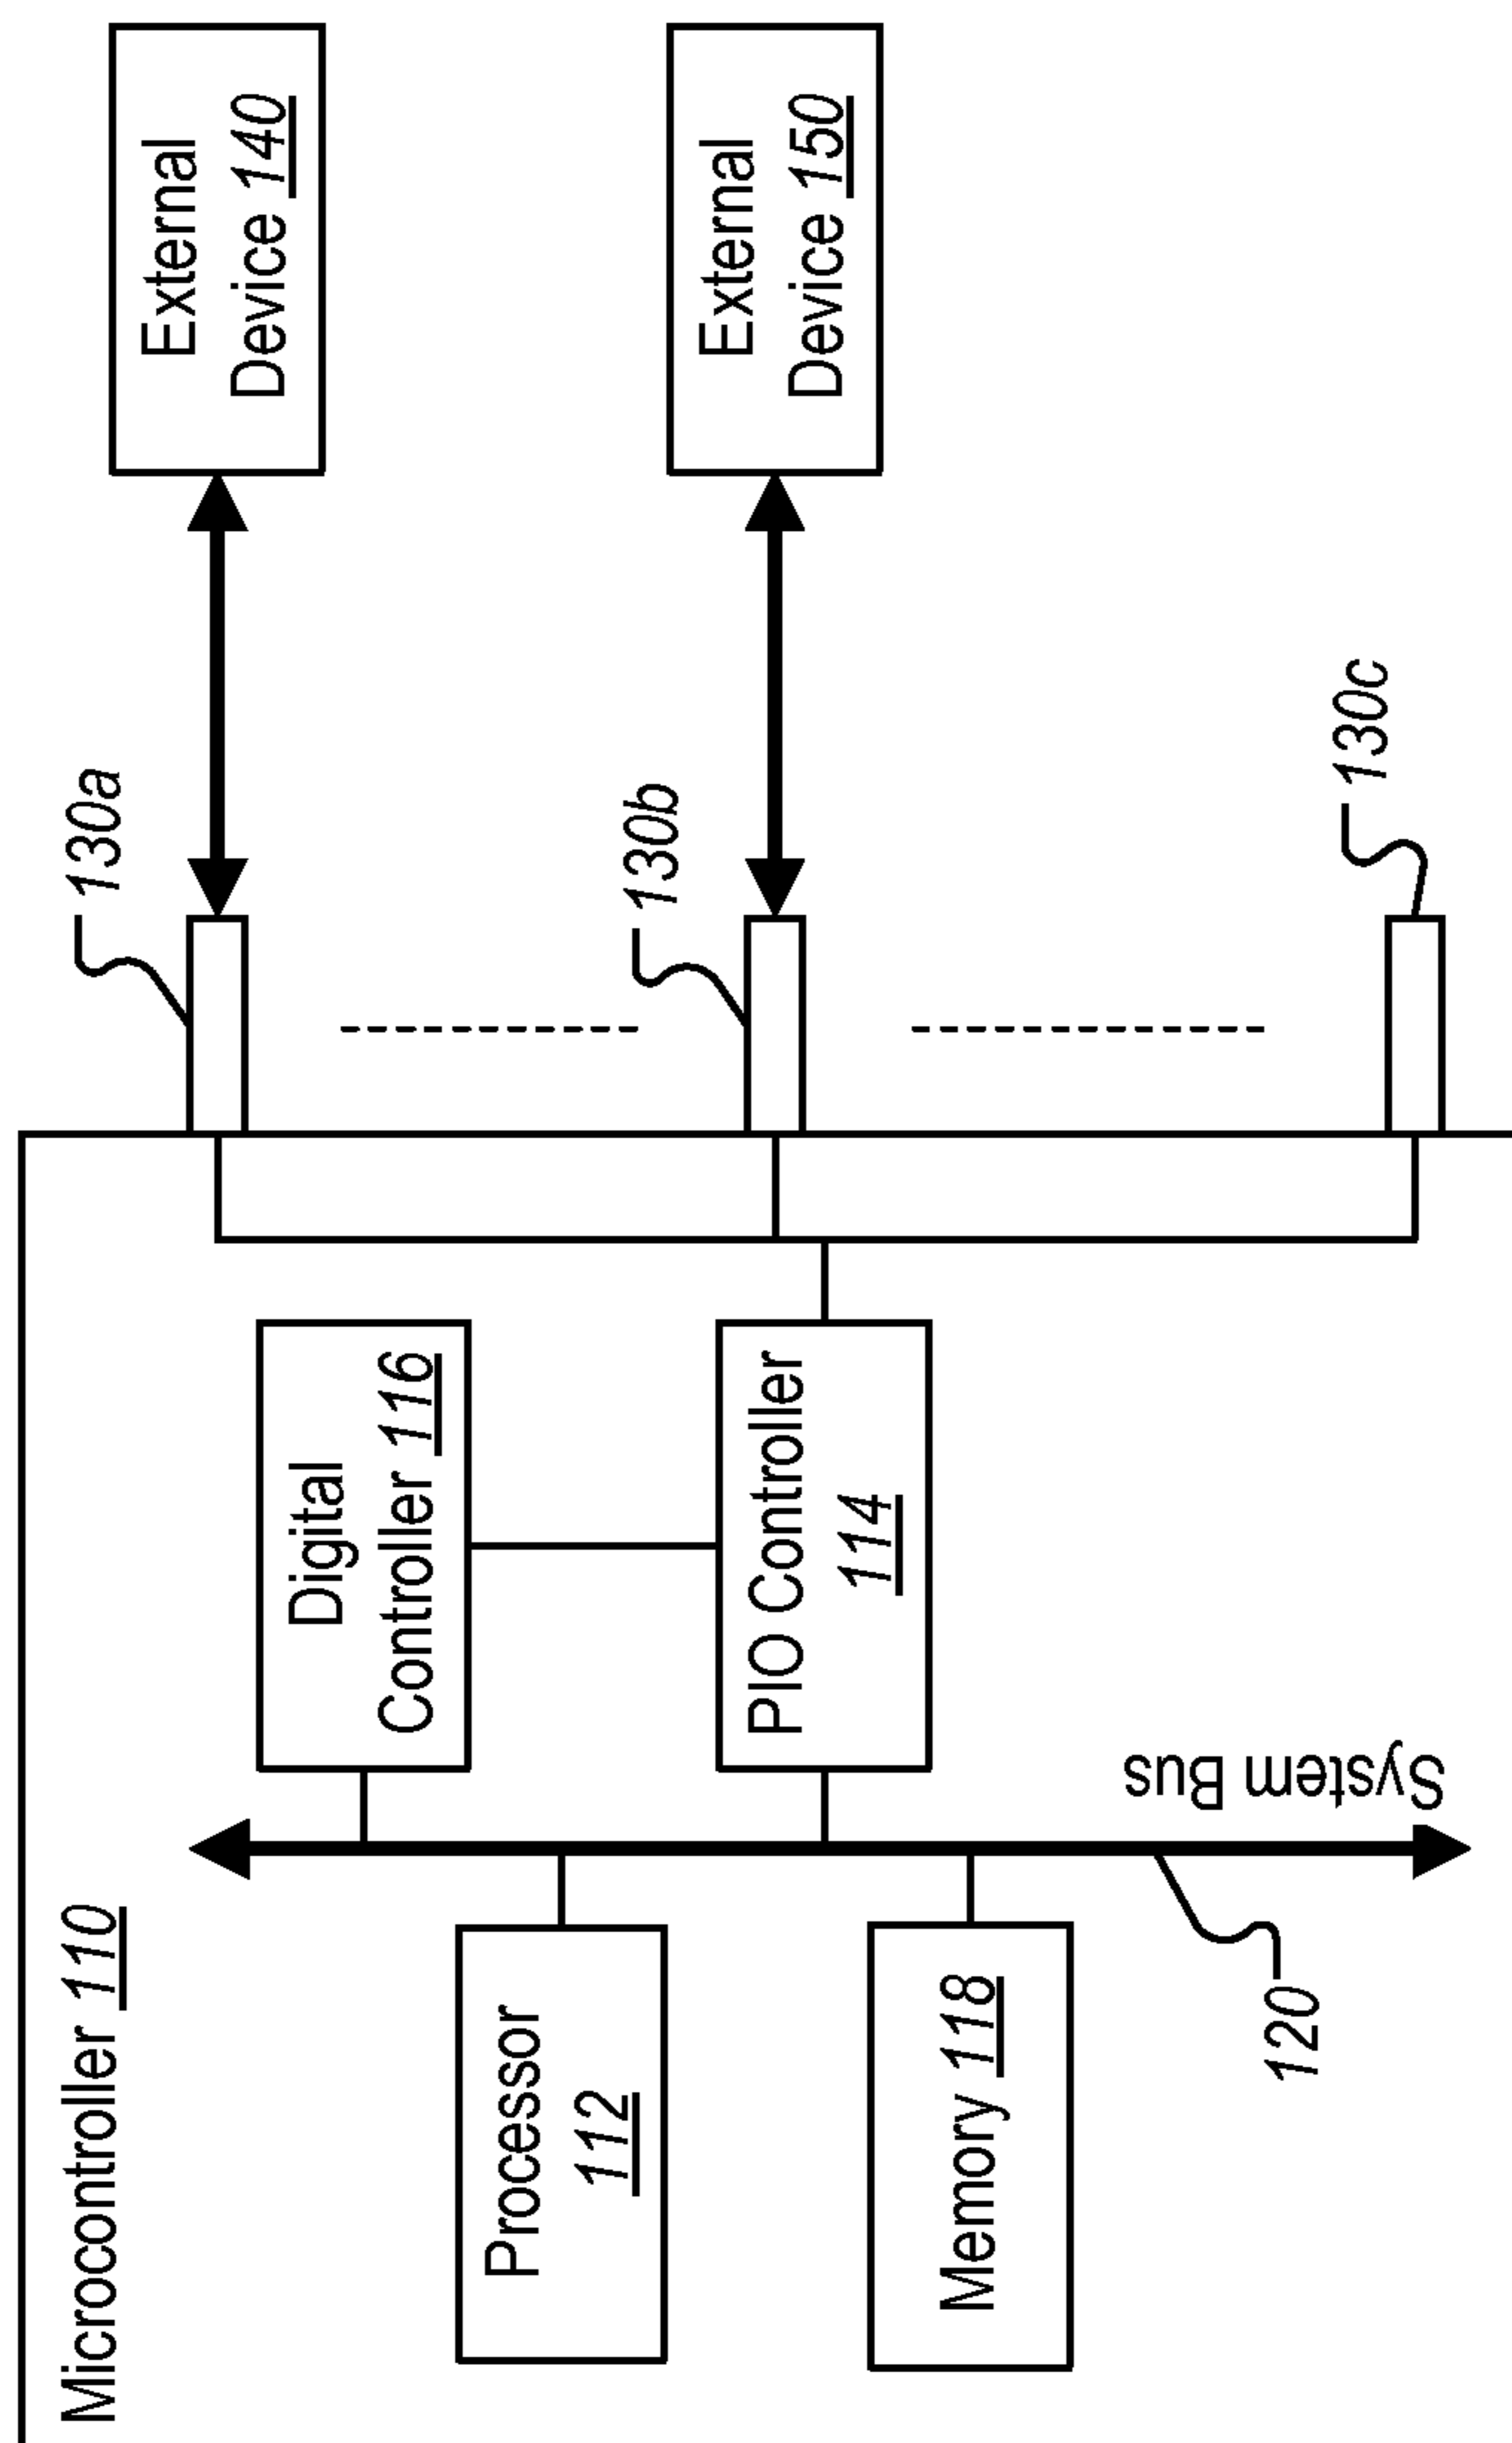 Microcontroller 110
Processor
112
Memory 118
120
System Bus
Digital
Controller 116
PIO Controller
114
130a
130b
130c
External
Device 140
External
Device 150